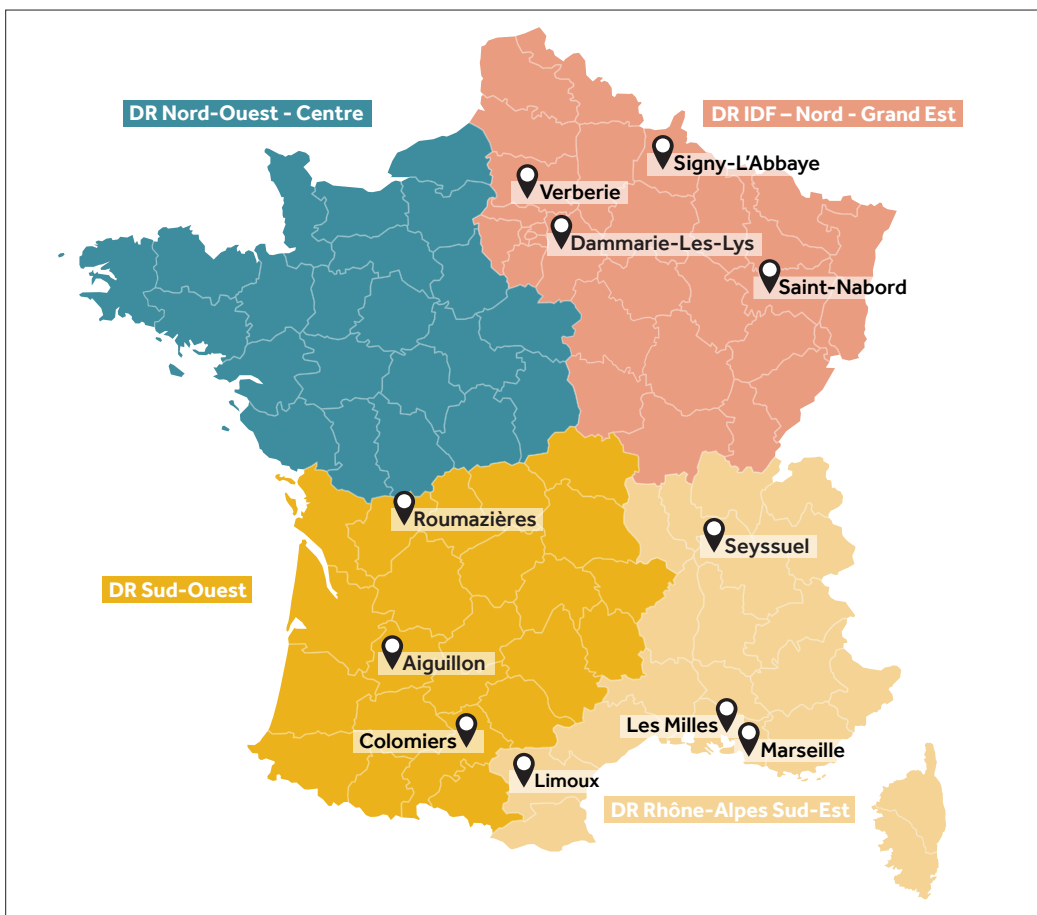 DR Nord-Ouest - Centre
DR IDF – Nord - Grand Est
Signy-L'Abbaye
Verberie
Dammarie-Les-Lys
Saint-Nabord
Roumazières
Seyssuel
DR Sud-Ouest
Aiguillon
Les Milles
Colomiers
Marseille
Limoux
DR Rhône-Alpes Sud-Est